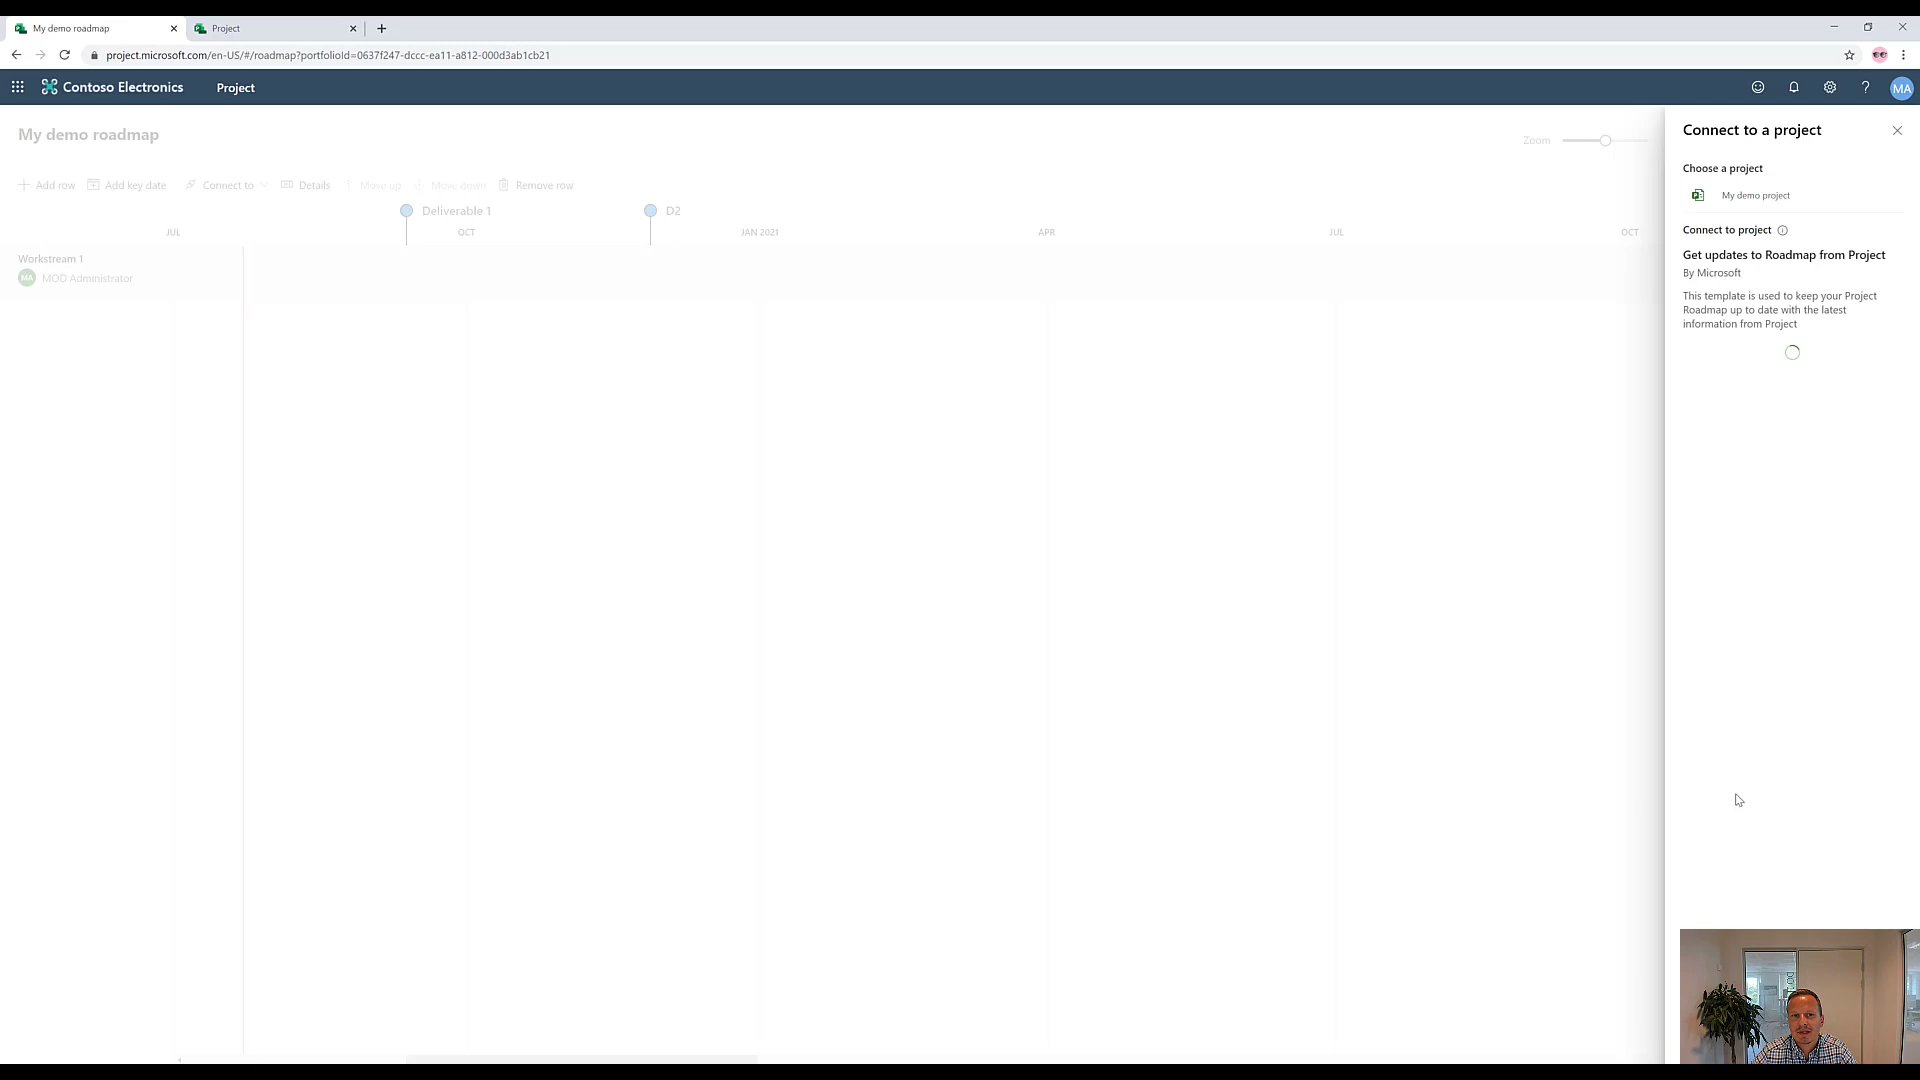 My demo roadmap
Project
project.microsoft.com/en-US/#/roadmap?portfolioId=0637f247-dccc-ea11-a812-000d3ab1cb21
Contoso Electronics
Project
MA
My demo roadmap
Zoom
Add row
Add key date
Connect to
Details
Move up
Move down
Remove row
Deliverable 1
D2
JUL
OCT
JAN 2021
APR
JUL
OCT
Workstream 1
MA
MOD Administrator
Connect to a project
Choose a project
My demo project
Connect to project
Get updates to Roadmap from Project
By Microsoft
This template is used to keep your Project
Roadmap up to date with the latest
information from Project